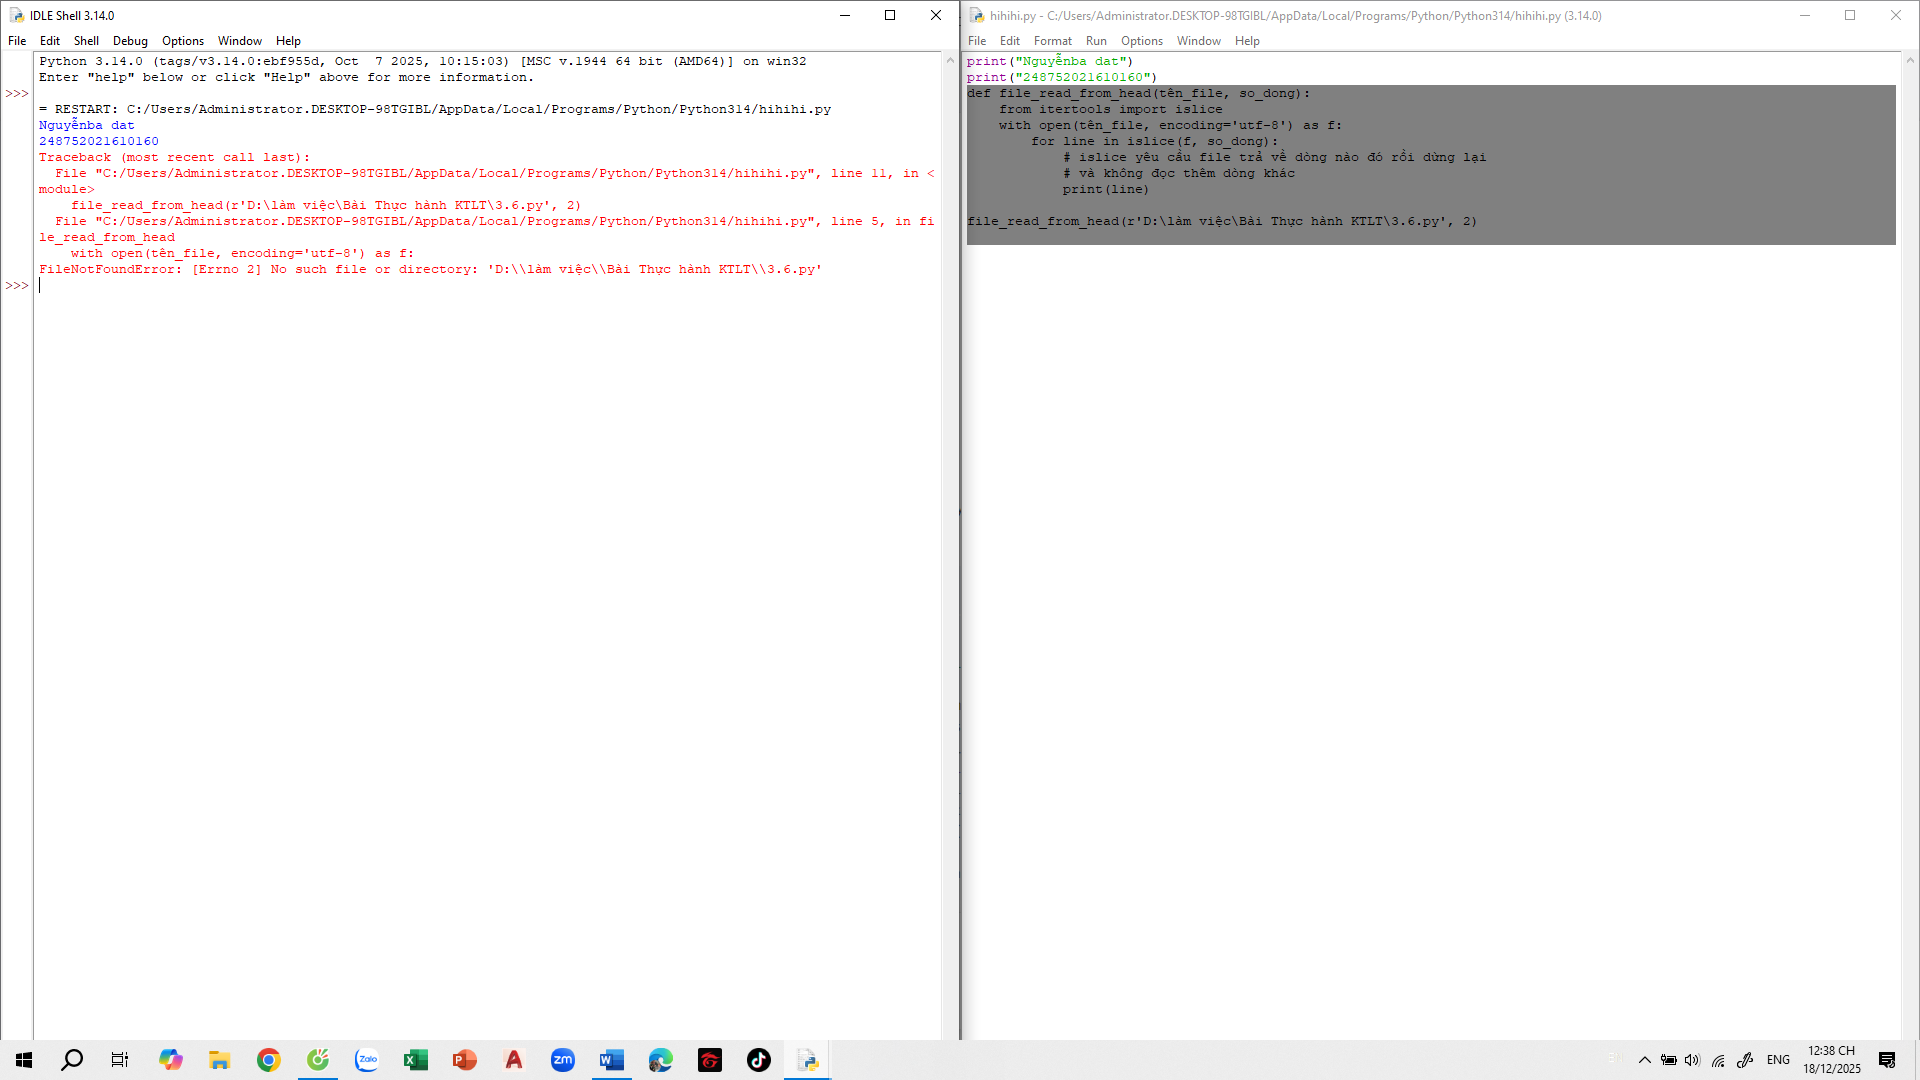 IDLE Shell 3.14.0
File Edit Shell Debug Options Window Help
Python 3.14.0 (tags/v3.14.0:ebf955d, Oct  7 2025, 10:15:03) [MSC v.1944 64 bit (AMD64)] on win32
Enter "help" below or click "Help" above for more information.
>>>
= RESTART: C:/Users/Administrator.DESKTOP-98TGIBL/AppData/Local/Programs/Python/Python314/hihihi.py
Nguyễnba dat
248752021610160
Traceback (most recent call last):
  File "C:/Users/Administrator.DESKTOP-98TGIBL/AppData/Local/Programs/Python/Python314/hihihi.py", line 11, in <
module>
    file_read_from_head(r'D:\làm việc\Bài Thực hành KTLT\3.6.py', 2)
  File "C:/Users/Administrator.DESKTOP-98TGIBL/AppData/Local/Programs/Python/Python314/hihihi.py", line 5, in fi
le_read_from_head
    with open(tên_file, encoding='utf-8') as f:
FileNotFoundError: [Errno 2] No such file or directory: 'D:\\làm việc\\Bài Thực hành KTLT\\3.6.py'
>>>
hihihi.py - C:/Users/Administrator.DESKTOP-98TGIBL/AppData/Local/Programs/Python/Python314/hihihi.py (3.14.0)
File Edit Format Run Options Window Help
print("Nguyễnba dat")
print("248752021610160")
def file_read_from_head(tên_file, so_dong):
    from itertools import islice
    with open(tên_file, encoding='utf-8') as f:
        for line in islice(f, so_dong):
            # islice yêu cầu file trả về dòng nào đó rồi dừng lại
            # và không đọc thêm dòng khác
            print(line)
file_read_from_head(r'D:\làm việc\Bài Thực hành KTLT\3.6.py', 2)
Zalo
zm
ENG
12:38 CH
18/12/2025